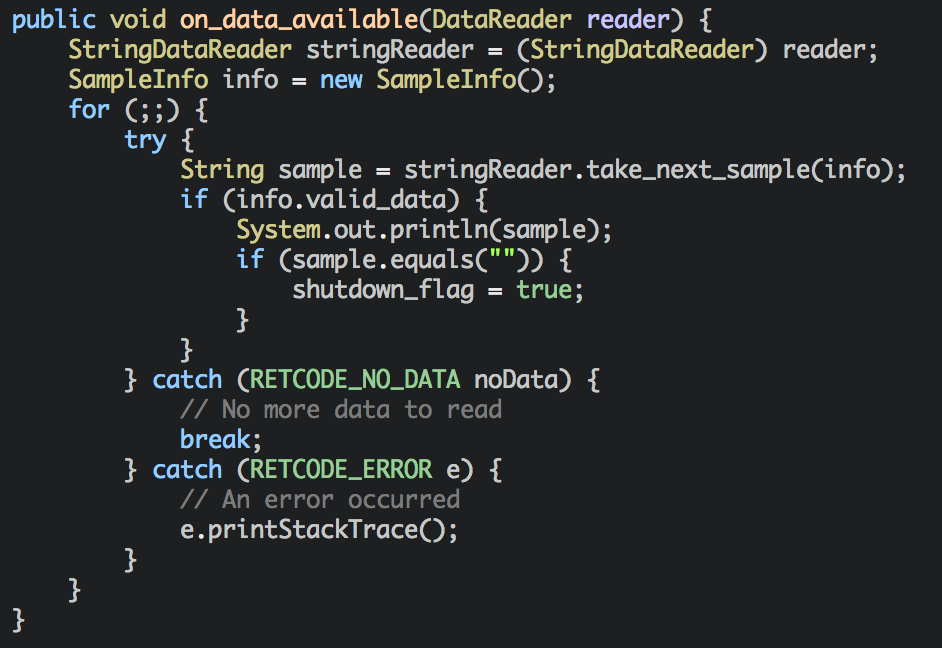 public void on_data_available(DataReader reader) {
    StringDataReader stringReader = (StringDataReader) reader;
    SampleInfo info = new SampleInfo();
    for (;;) {
        try {
            String sample = stringReader.take_next_sample(info);
            if (info.valid_data) {
                System.out.println(sample);
                if (sample.equals("")) {
                    shutdown_flag = true;
                }
            }
        } catch (RETCODE_NO_DATA noData) {
            // No more data to read
            break;
        } catch (RETCODE_ERROR e) {
            // An error occurred
            e.printStackTrace();
        }
    }
}